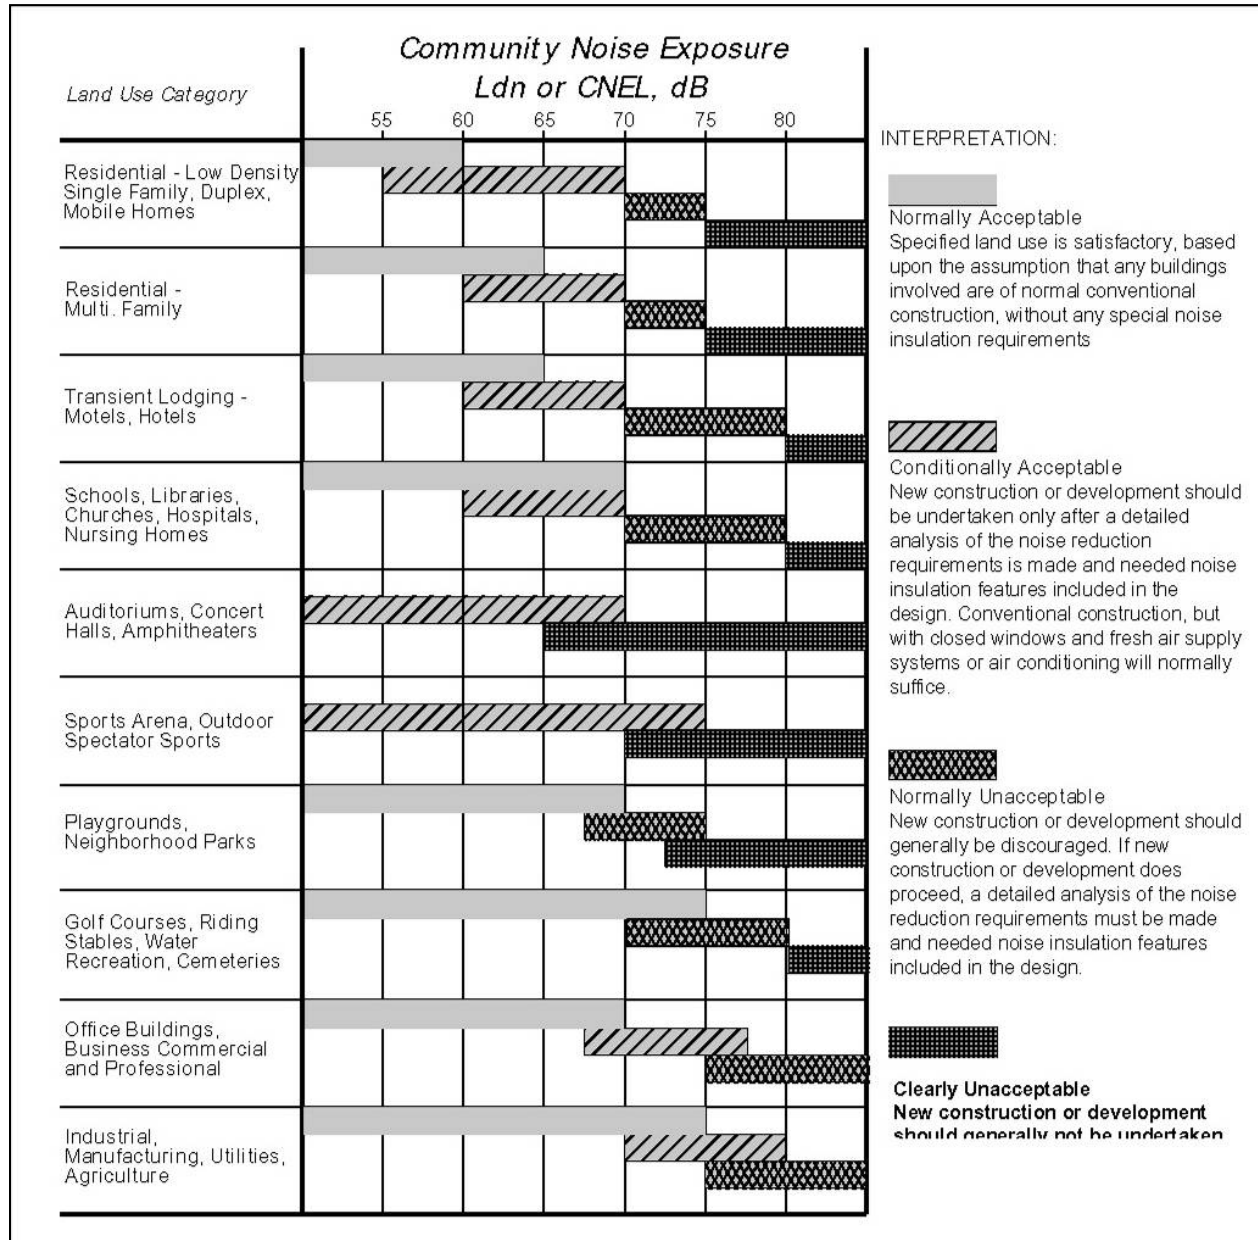 Community Noise Exposure
Ldn or CNEL, dB
Land Use Category
55 60 65 70 75 80
Residential - Low Density
Single Family, Duplex,
Mobile Homes
Residential -
Multi. Family
Transient Lodging -
Motels, Hotels
Schools, Libraries,
Churches, Hospitals,
Nursing Homes
Auditoriums, Concert
Halls, Amphitheaters
Sports Arena, Outdoor
Spectator Sports
Playgrounds,
Neighborhood Parks
Golf Courses, Riding
Stables, Water
Recreation, Cemeteries
Office Buildings,
Business Commercial
and Professional
Industrial,
Manufacturing, Utilities,
Agriculture
INTERPRETATION:
Normally Acceptable
Specified land use is satisfactory, based
upon the assumption that any buildings
involved are of normal conventional
construction, without any special noise
insulation requirements
Conditionally Acceptable
New construction or development should
be undertaken only after a detailed
analysis of the noise reduction
requirements is made and needed noise
insulation features included in the
design. Conventional construction, but
with closed windows and fresh air supply
systems or air conditioning will normally
suffice.
Normally Unacceptable
New construction or development should
generally be discouraged. If new
construction or development does
proceed, a detailed analysis of the noise
reduction requirements must be made
and needed noise insulation features
included in the design.
Clearly Unacceptable
New construction or development
should generally not be undertaken